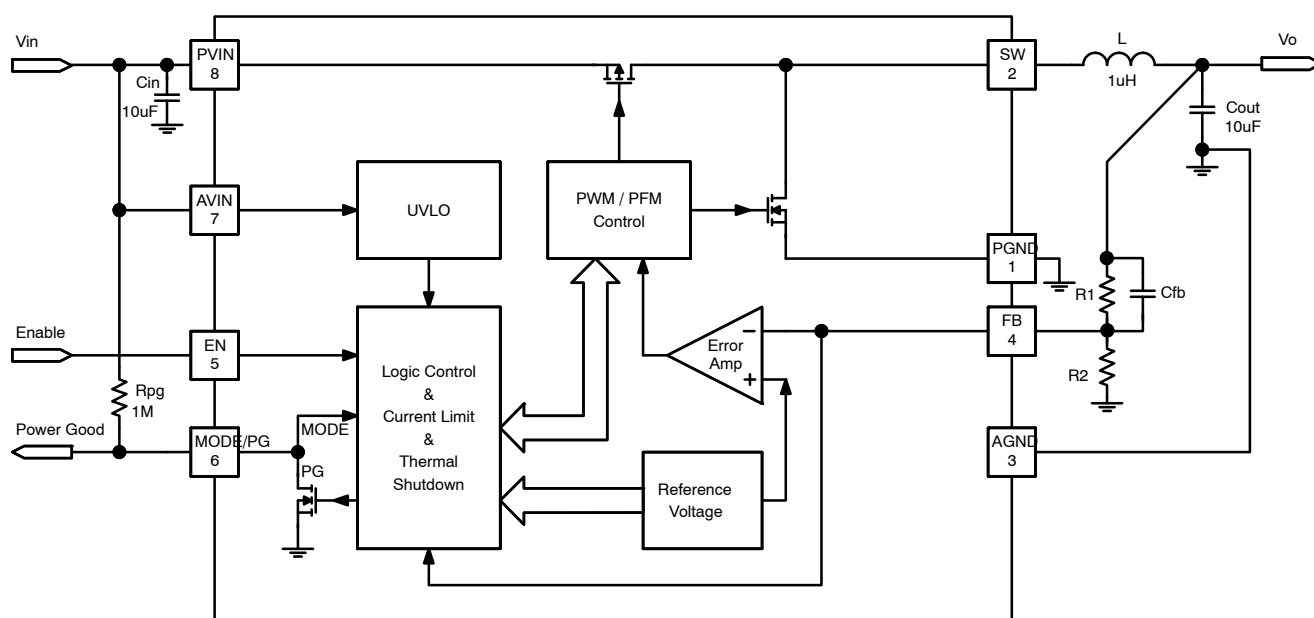 Vin
PVIN
8
Cin
10uF
SW
2
L
1uH
Vo
Cout
10uF
AVIN
7
UVLO
PWM / PFM
Control
PGND
1
R1
Cfb
Enable
EN
5
FB
4
Error
Amp
−
+
R2
Rpg
1M
Logic Control
&
Current Limit
&
Thermal
Shutdown
Power Good
MODE/PG
6
MODE
PG
Reference
Voltage
AGND
3